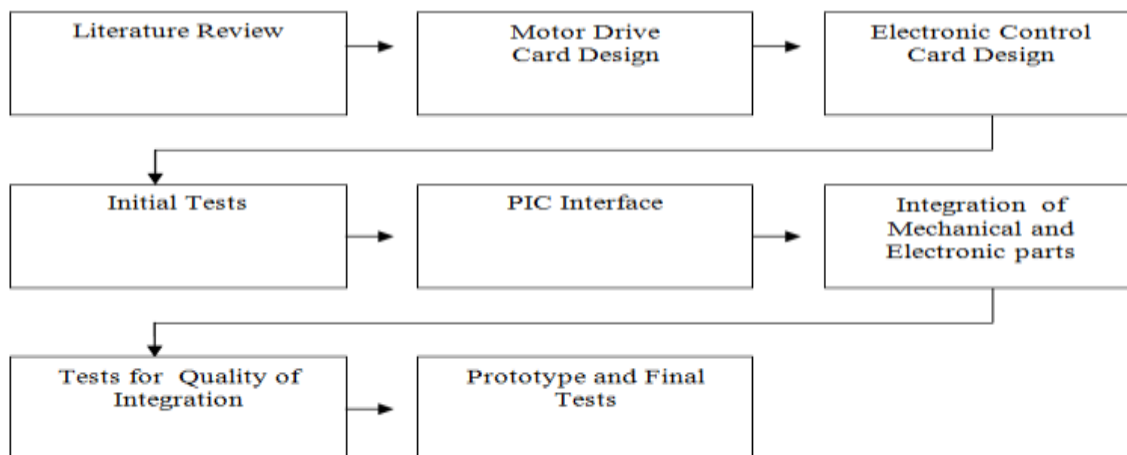 Literature Review
Motor Drive
Card Design
Electronic Control
Card Design
Initial Tests
PIC Interface
Integration of
Mechanical and
Electronic parts
Tests for Quality of
Integration
Prototype and Final
Tests